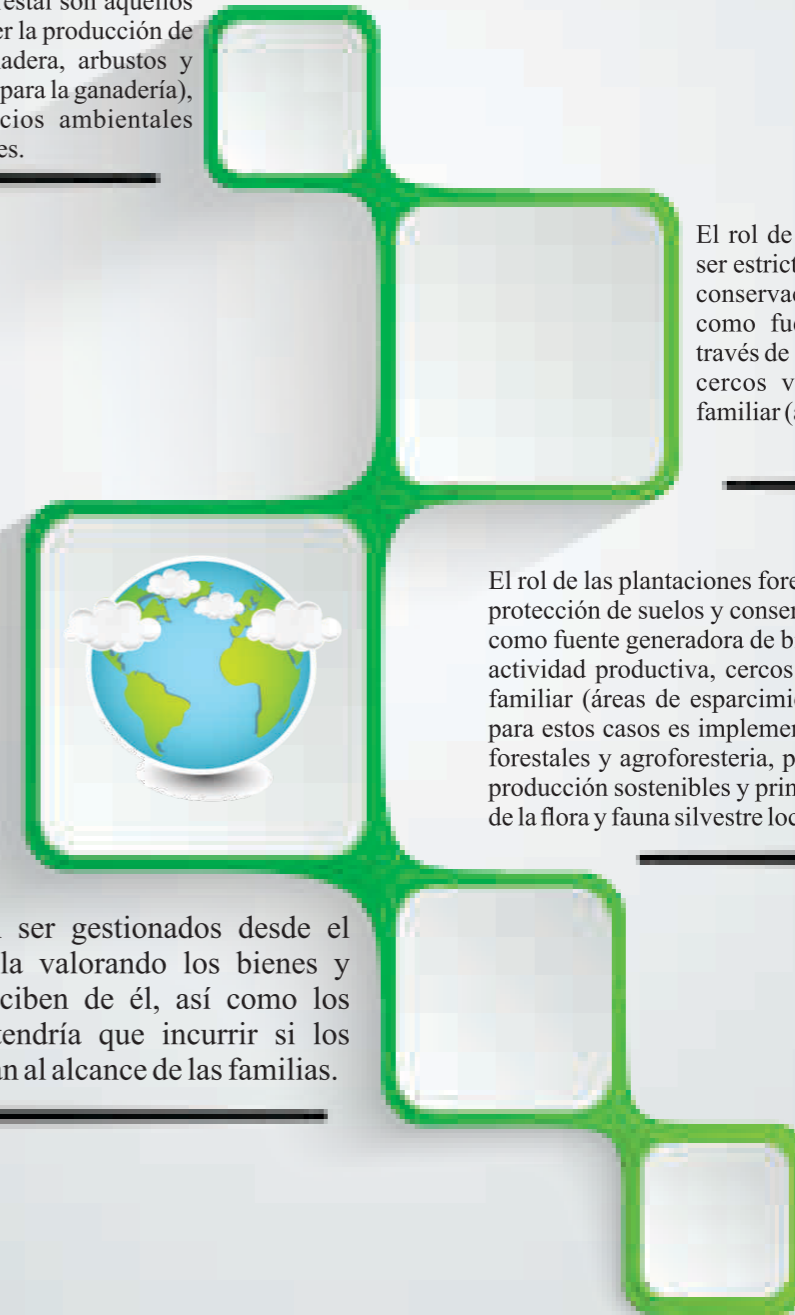 estal son aquellos
er la producción de
adera, arbustos y
para la ganadería),
cios ambientales
es.
El rol de
ser estrict
conservac
como fue
través de
cercos v
familiar (a
El rol de las plantaciones fore
protección de suelos y conser
como fuente generadora de b
actividad productiva, cercos
familiar (áreas de esparcimie
para estos casos es implemen
forestales y agroforesteria, p
producción sostenibles y prin
de la flora y fauna silvestre loc
ser gestionados desde el
la valorando los bienes y
ciben de él, así como los
tendría que incurrir si los
an al alcance de las familias.